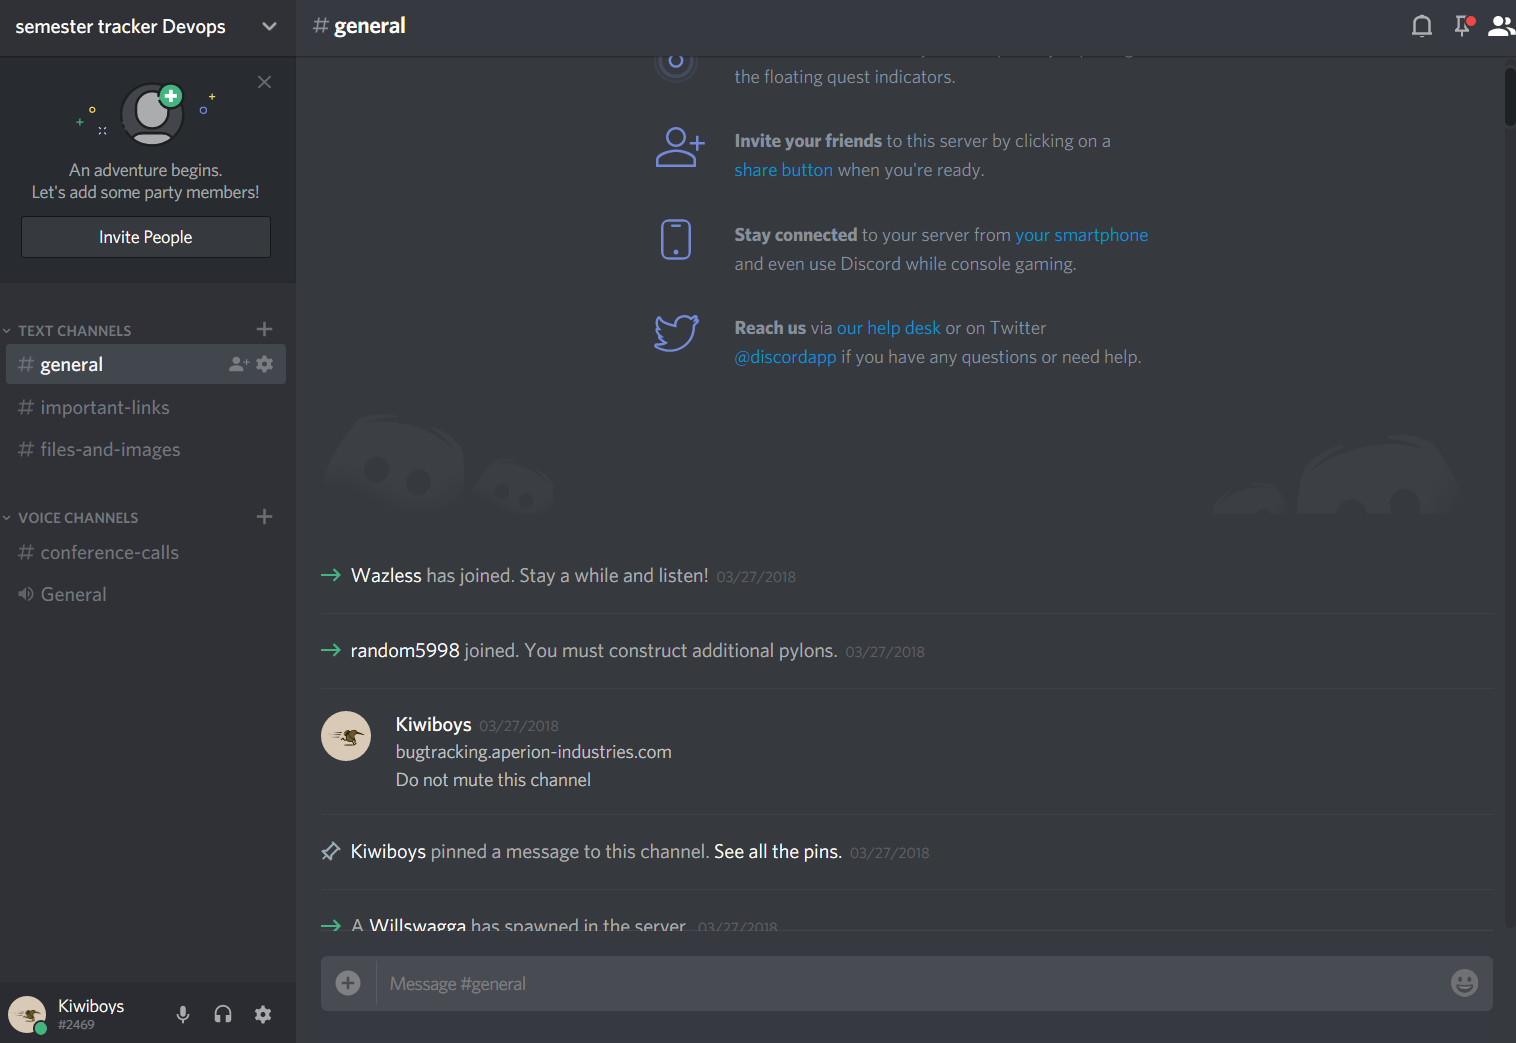 semester tracker Devops
An adventure begins.
Let's add some party members!
Invite People
TEXT CHANNELS
# general
# important-links
# files-and-images
VOICE CHANNELS
# conference-calls
General
Kiwiboys
#2469
# general
the floating quest indicators.
Invite your friends to this server by clicking on a
share button when you're ready.
Stay connected to your server from your smartphone
and even use Discord while console gaming.
Reach us via our help desk or on Twitter
@discordapp if you have any questions or need help.
Wazless has joined. Stay a while and listen! 03/27/2018
random5998 joined. You must construct additional pylons. 03/27/2018
Kiwiboys 03/27/2018
bugtracking.aperion-industries.com
Do not mute this channel
Kiwiboys pinned a message to this channel. See all the pins. 03/27/2018
A Willswagga has spawned in the server 03/27/2018
Message #general